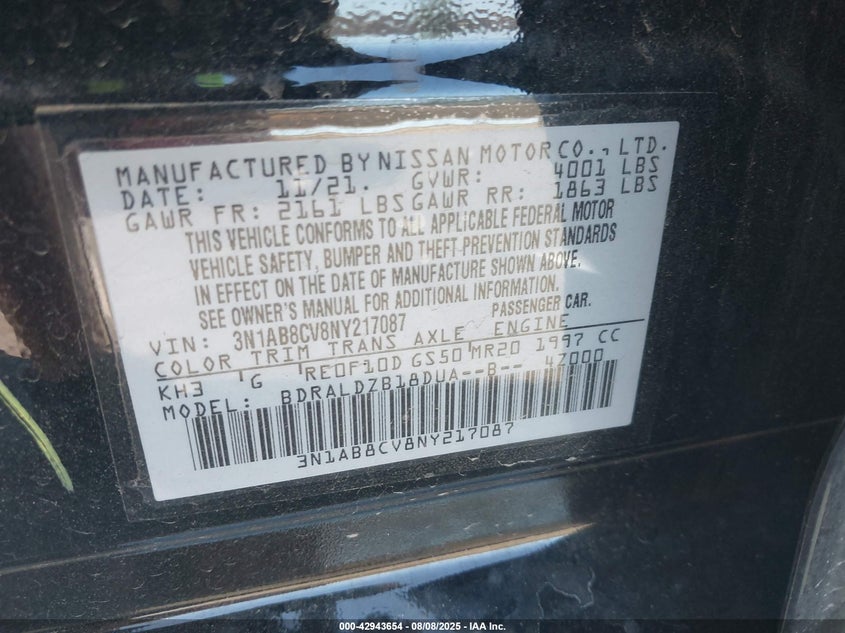 MANUFACTURED BY NISSAN MOTOR CO., LTD.
DATE: 11/21. GVWR: 4001 LBS
GAWR FR: 2161 LBS GAWR RR: 1863 LBS
THIS VEHICLE CONFORMS TO ALL APPLICABLE FEDERAL MOTOR
VEHICLE SAFETY, BUMPER AND THEFT PREVENTION STANDARDS
IN EFFECT ON THE DATE OF MANUFACTURE SHOWN ABOVE.
SEE OWNER'S MANUAL FOR ADDITIONAL INFORMATION.
VIN: 3N1AB8CV8NY217087 PASSENGER CAR.
COLOR TRIM TRANS AXLE ENGINE
KH3 G RE0F10D GS50 MR20 1997 CC
MODEL: BDRALDZB18DUA--B-- 4Z000
3N1AB8CV8NY217087
000-42943654 - 08/08/2025 - IAA Inc.